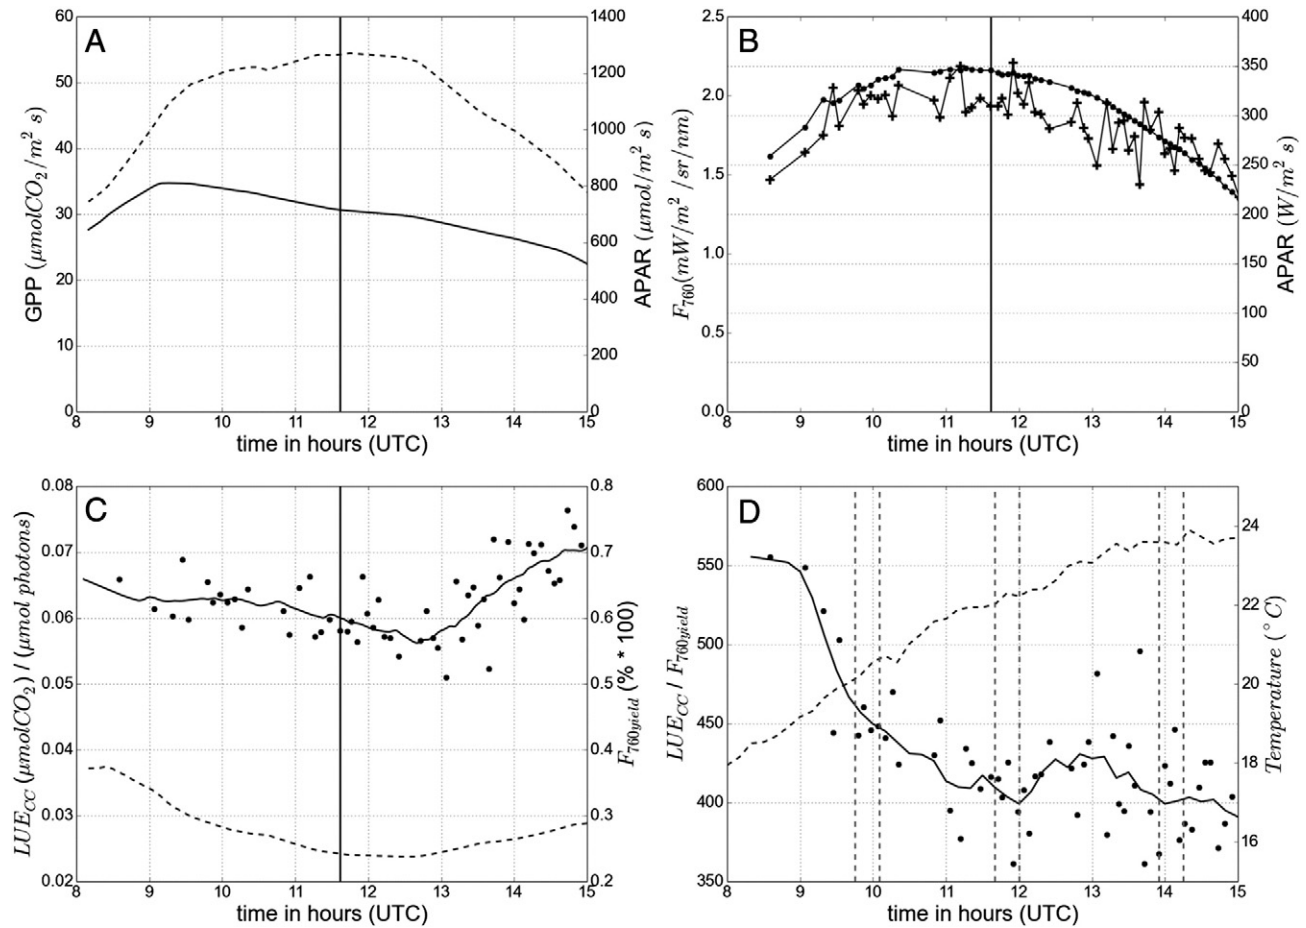 A
60
50
40
30
20
10
0
GPP (μmolCO₂/m² s)
1400
1200
1000
800
600
400
200
0
APAR (μmol/m² s)
8 9 10 11 12 13 14 15
time in hours (UTC)
B
2.5
2.0
1.5
1.0
0.5
0.0
F₇₆₀(mW/m²/sr/nm)
400
350
300
250
200
150
100
50
0
APAR (W/m² s)
8 9 10 11 12 13 14 15
time in hours (UTC)
C
0.08
0.07
0.06
0.05
0.04
0.03
0.02
LUE_CC (μmolCO₂) / (μmol photons)
0.8
0.7
0.6
0.5
0.4
0.3
0.2
F₇₆₀yield (% * 100)
8 9 10 11 12 13 14 15
time in hours (UTC)
D
600
550
500
450
400
350
LUE_CC / F₇₆₀yield
24
22
20
18
16
Temperature (°C)
8 9 10 11 12 13 14 15
time in hours (UTC)